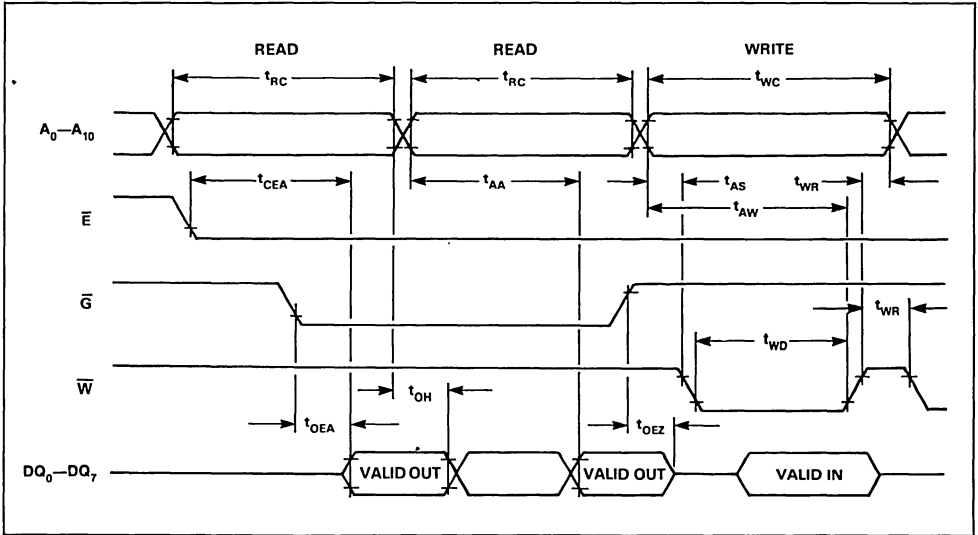 READ READ WRITE
tRC tRC tWC
A0—A10
tCEA tAA tAS tWR
tAW
E̅
G̅
tWR
tWD
W̅
tOH
tOEA tOEZ
DQ0—DQ7 VALID OUT VALID OUT VALID IN